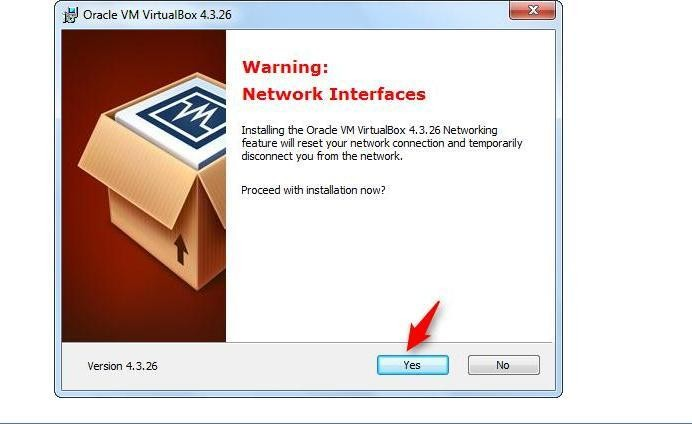 Oracle VM VirtualBox 4.3.26
Warning:
Network Interfaces
Installing the Oracle VM VirtualBox 4.3.26 Networking
feature will reset your network connection and temporarily
disconnect you from the network.
Proceed with installation now?
Version 4.3.26
Yes
No